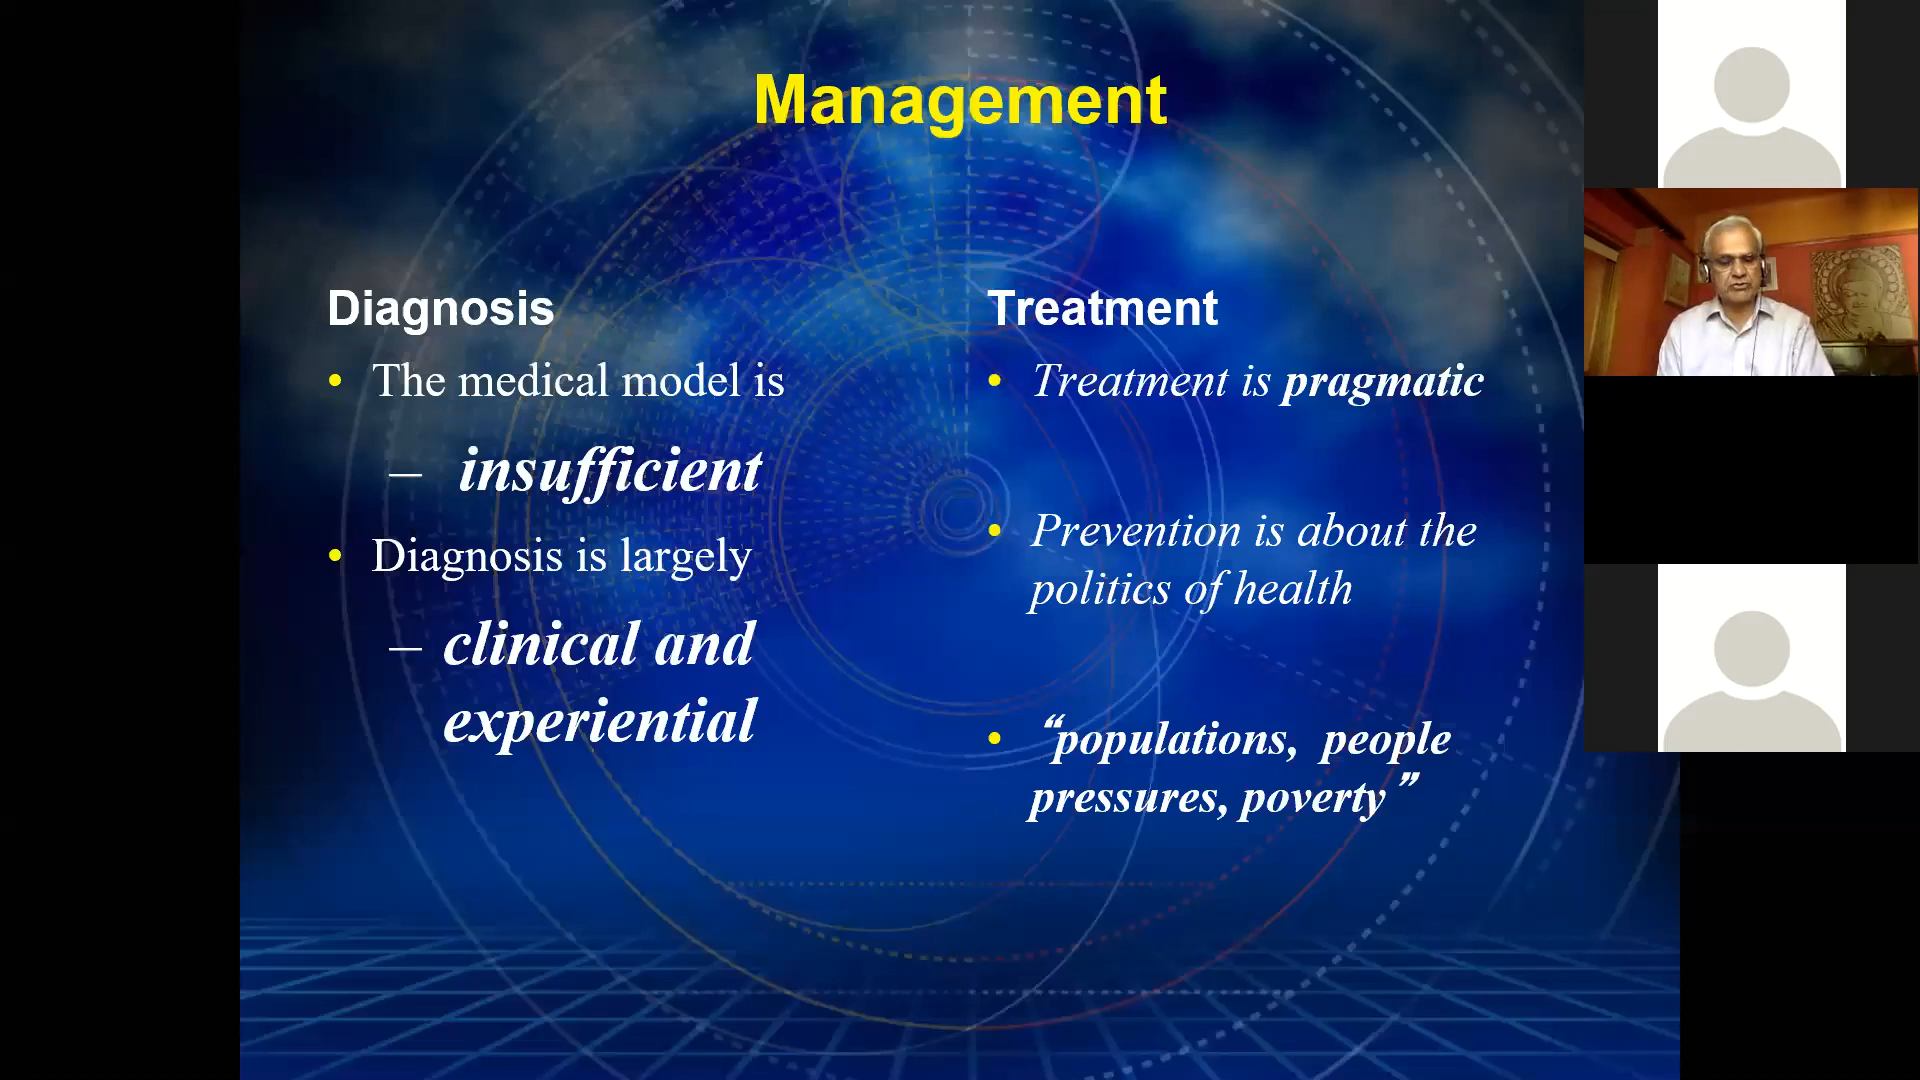 Management
Diagnosis
• The medical model is
– insufficient
• Diagnosis is largely
– clinical and
experiential
Treatment
• Treatment is pragmatic
• Prevention is about the
politics of health
• “populations, people
pressures, poverty”